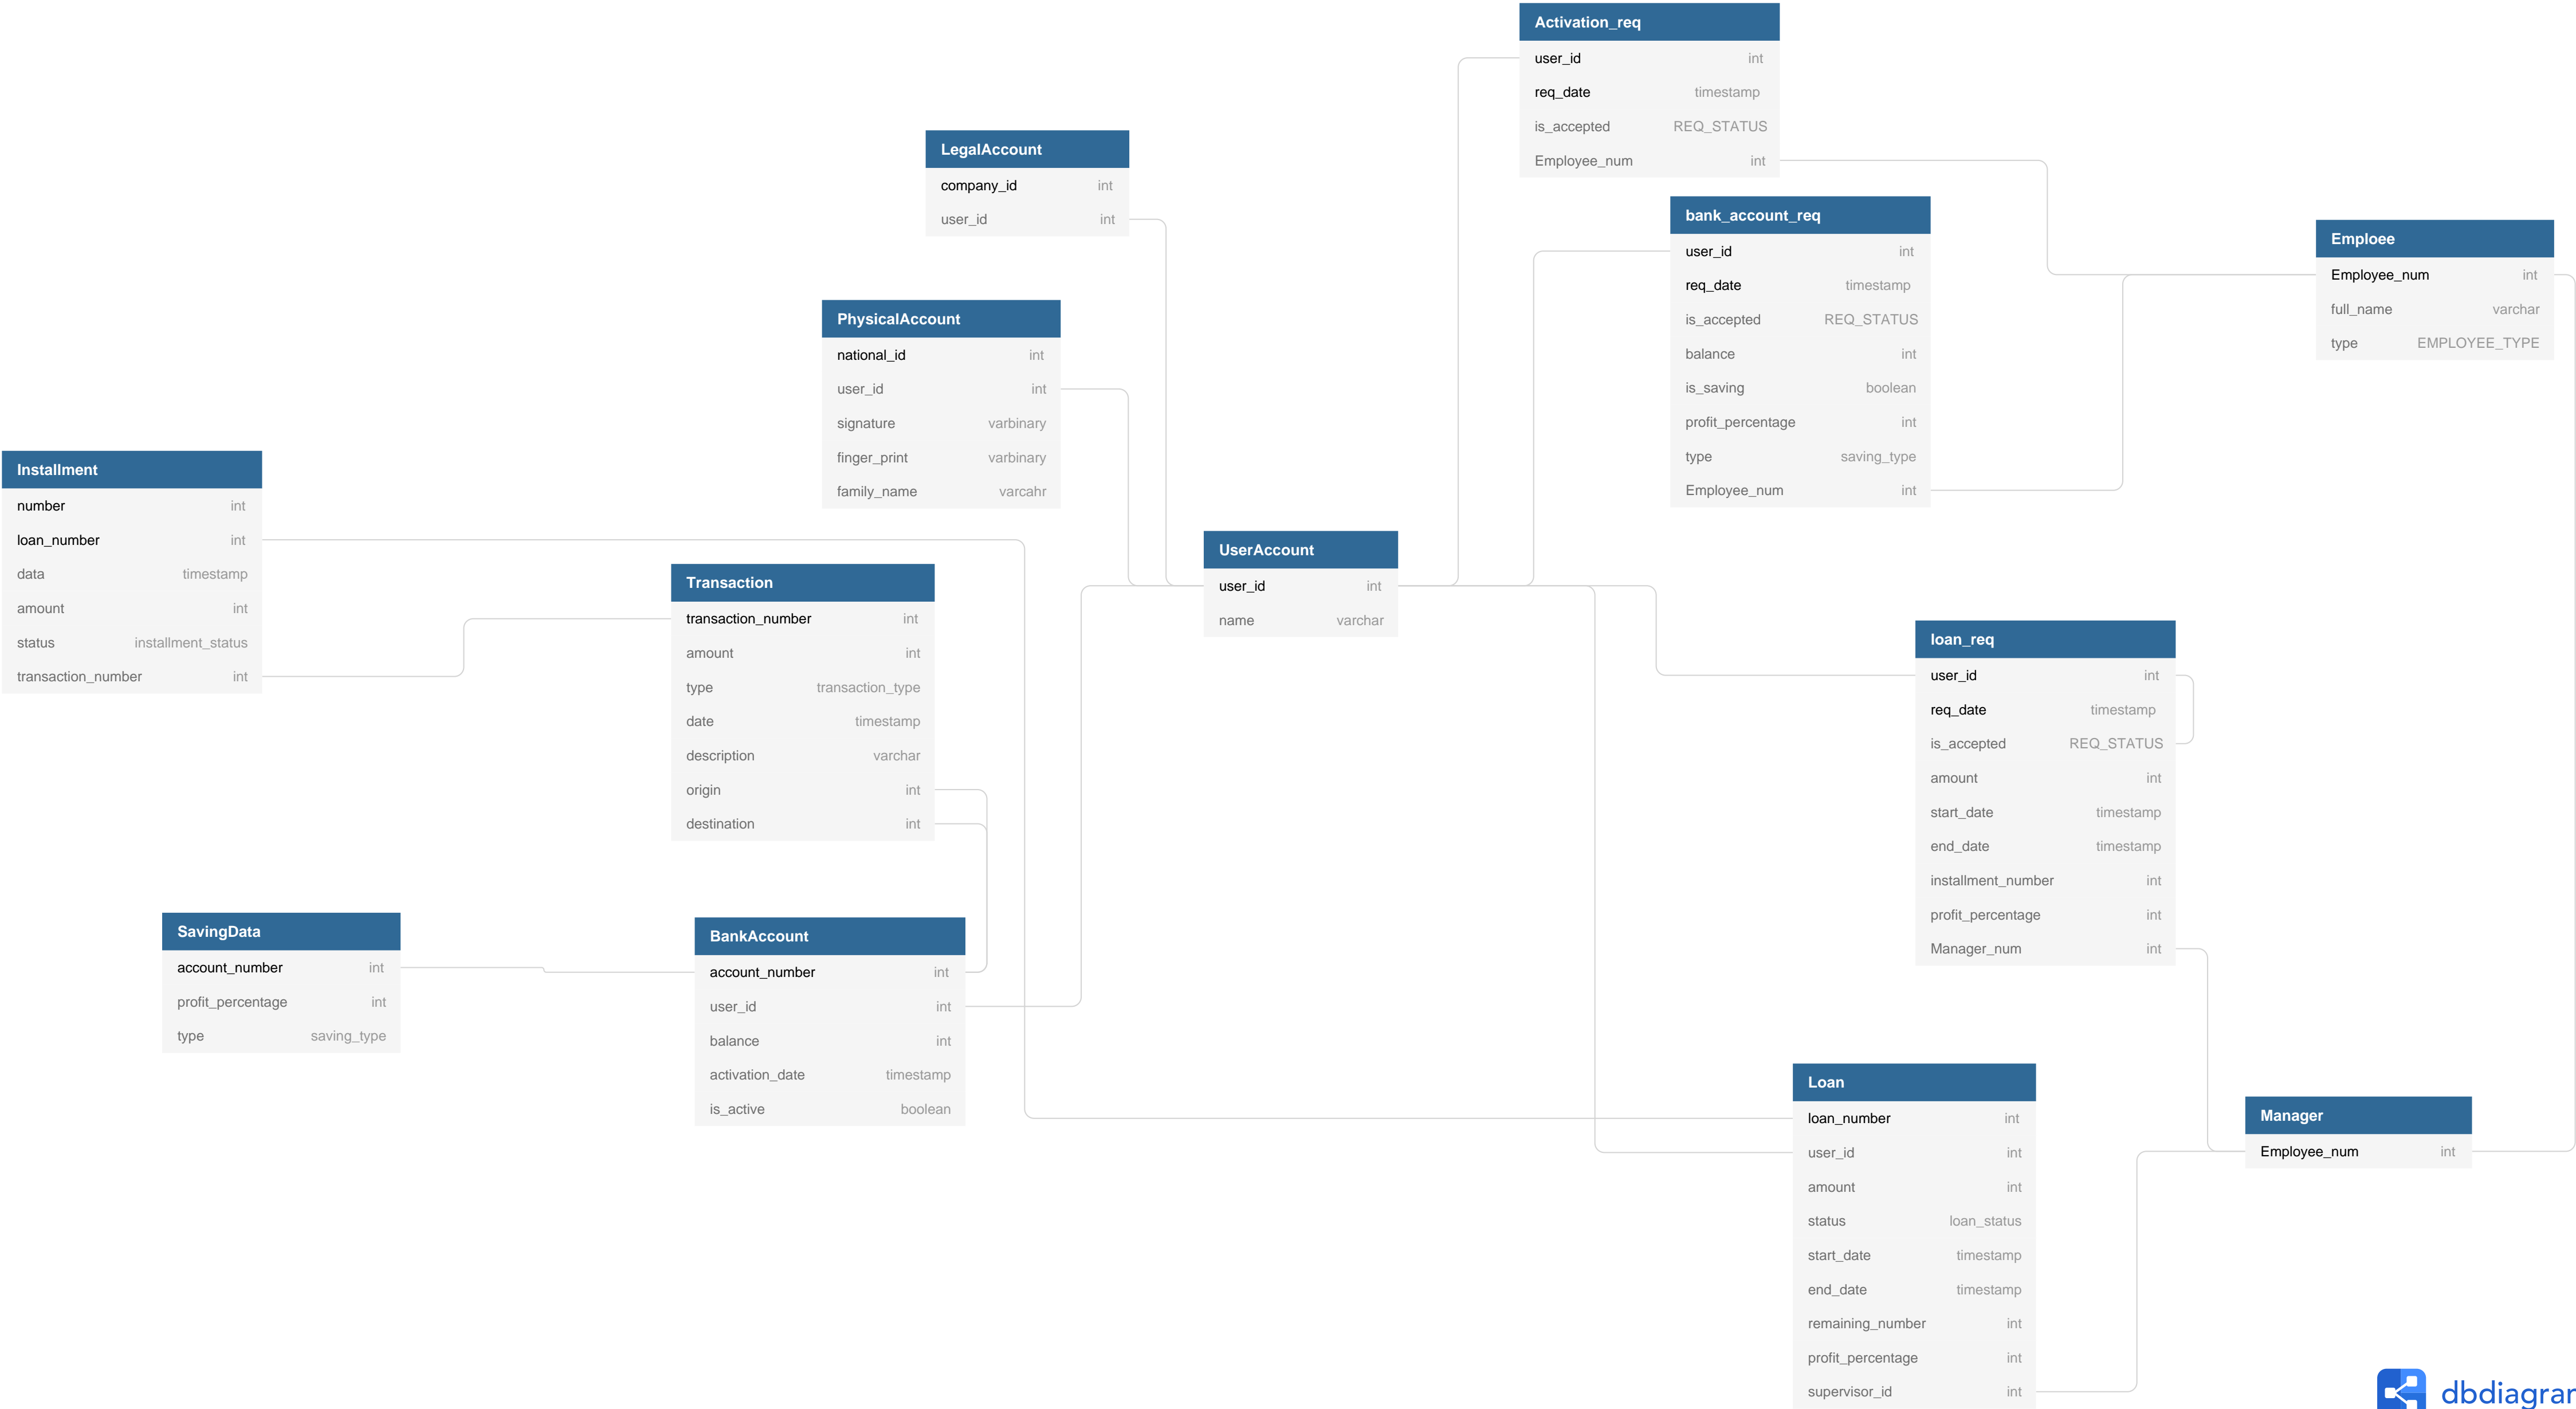 Activation_req
user_id int
req_date timestamp
is_accepted REQ_STATUS
Employee_num int
LegalAccount
company_id int
user_id int
bank_account_req
user_id int
req_date timestamp
is_accepted REQ_STATUS
balance int
is_saving boolean
profit_percentage int
type saving_type
Employee_num int
Emploee
Employee_num int
full_name varchar
type EMPLOYEE_TYPE
PhysicalAccount
national_id int
user_id int
signature varbinary
finger_print varbinary
family_name varcahr
Installment
number int
loan_number int
data timestamp
amount int
status installment_status
transaction_number int
Transaction
transaction_number int
amount int
type transaction_type
date timestamp
description varchar
origin int
destination int
UserAccount
user_id int
name varchar
loan_req
user_id int
req_date timestamp
is_accepted REQ_STATUS
amount int
start_date timestamp
end_date timestamp
installment_number int
profit_percentage int
Manager_num int
SavingData
account_number int
profit_percentage int
type saving_type
BankAccount
account_number int
user_id int
balance int
activation_date timestamp
is_active boolean
Loan
loan_number int
user_id int
amount int
status loan_status
start_date timestamp
end_date timestamp
remaining_number int
profit_percentage int
supervisor_id int
Manager
Employee_num int
dbdiagra